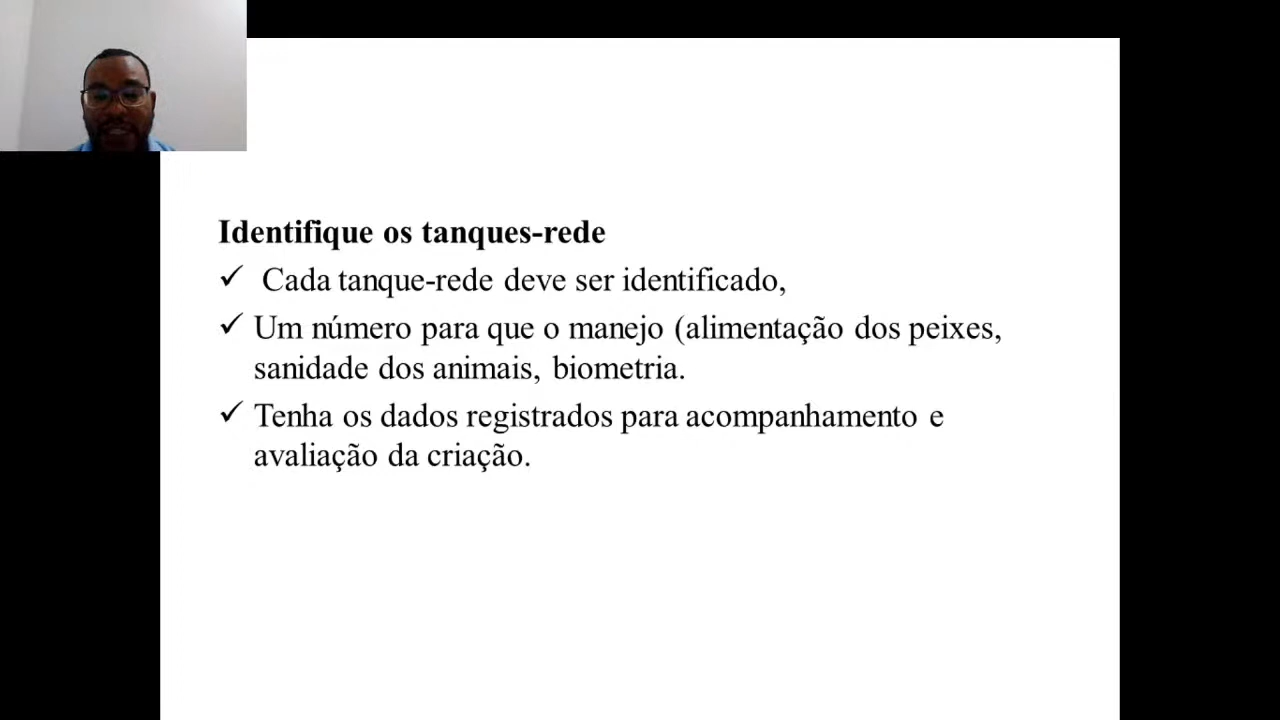 Identifique os tanques-rede
✓ Cada tanque-rede deve ser identificado,
✓ Um número para que o manejo (alimentação dos peixes,
sanidade dos animais, biometria.
✓ Tenha os dados registrados para acompanhamento e
avaliação da criação.